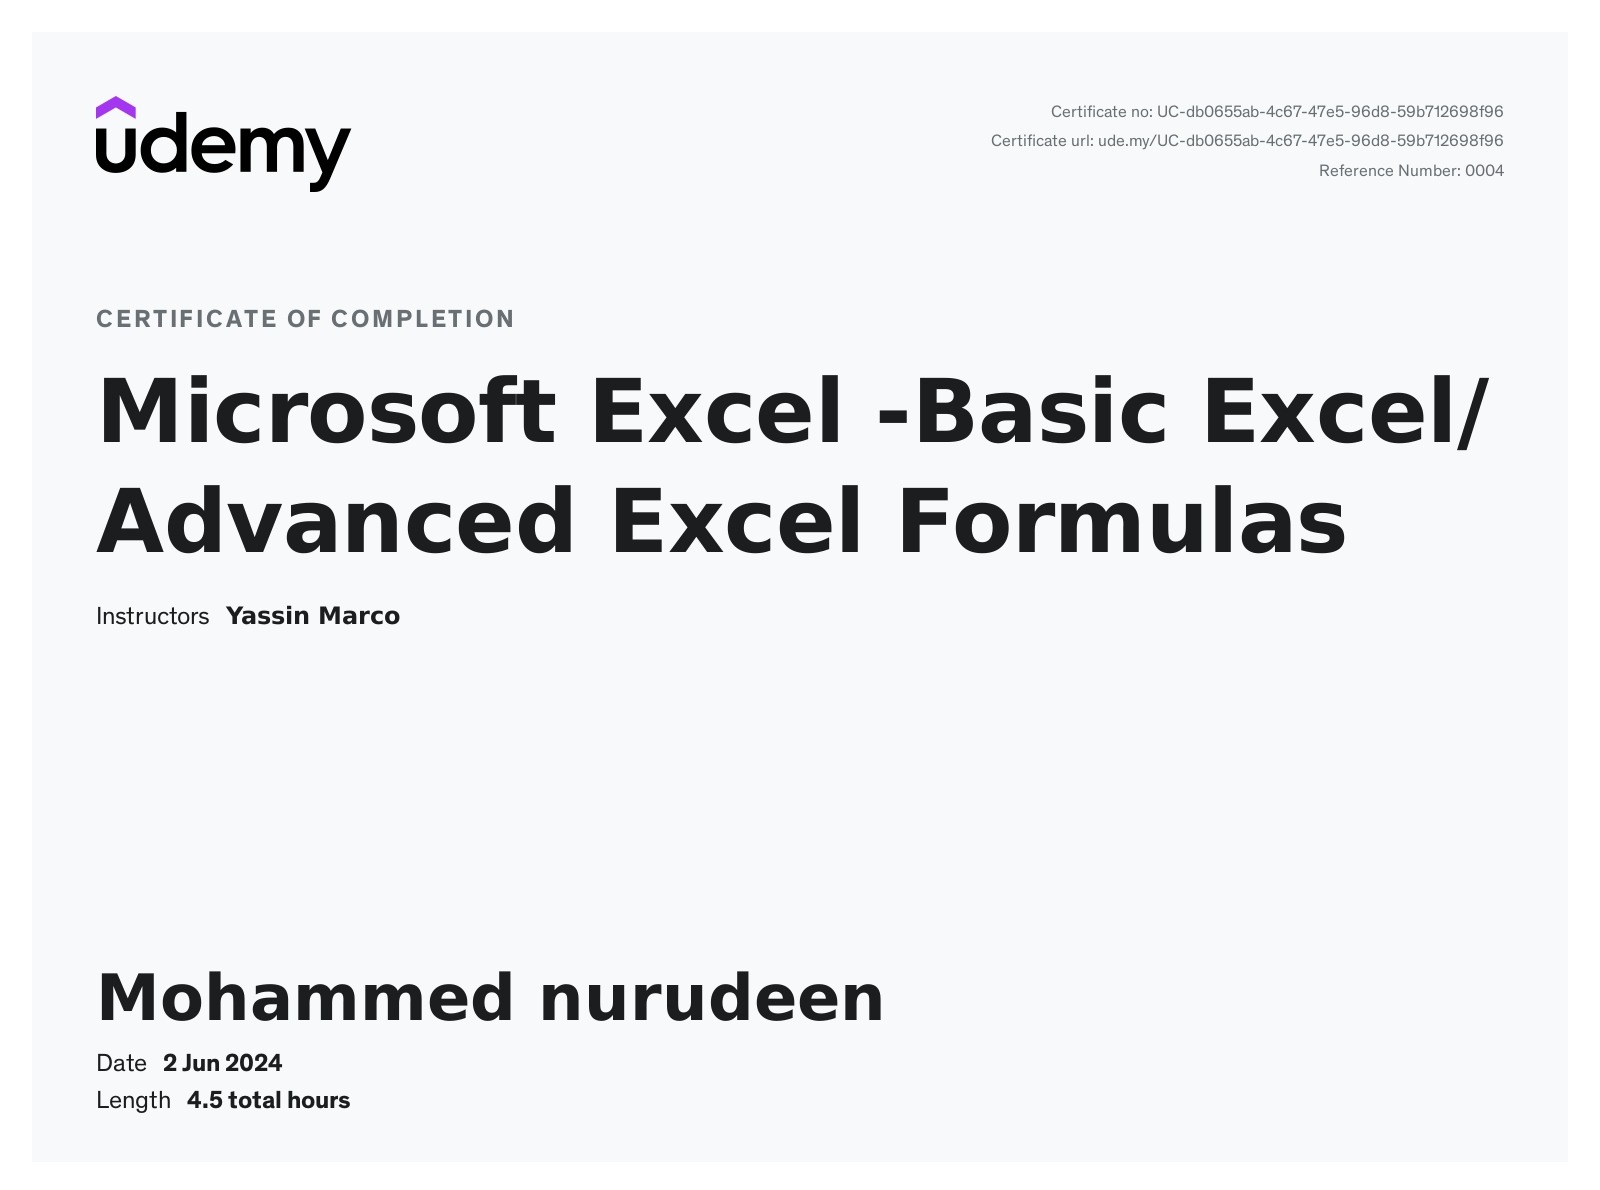 udemy
Certificate no: UC-db0655ab-4c67-47e5-96d8-59b712698f96
Certificate url: ude.my/UC-db0655ab-4c67-47e5-96d8-59b712698f96
Reference Number: 0004
CERTIFICATE OF COMPLETION
Microsoft Excel -Basic Excel/
Advanced Excel Formulas
Instructors Yassin Marco
Mohammed nurudeen
Date 2 Jun 2024
Length 4.5 total hours